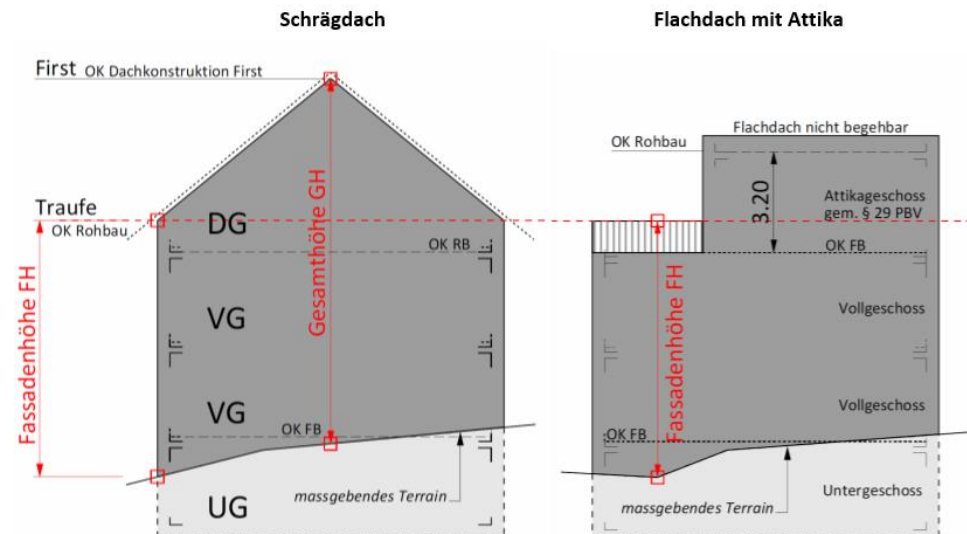 Schrägdach
First OK Dachkonstruktion First
Traufe
OK Rohbau
DG
OK RB
VG
VG
OK FB
UG
massgebendes Terrain
Fassadenhöhe FH
Gesamthöhe GH
Flachdach mit Attika
Flachdach nicht begehbar
OK Rohbau
3.20
Attikageschoss
gem. § 29 PBV
OK FB
Vollgeschoss
Fassadenhöhe FH
Vollgeschoss
OK FB
Untergeschoss
massgebendes Terrain